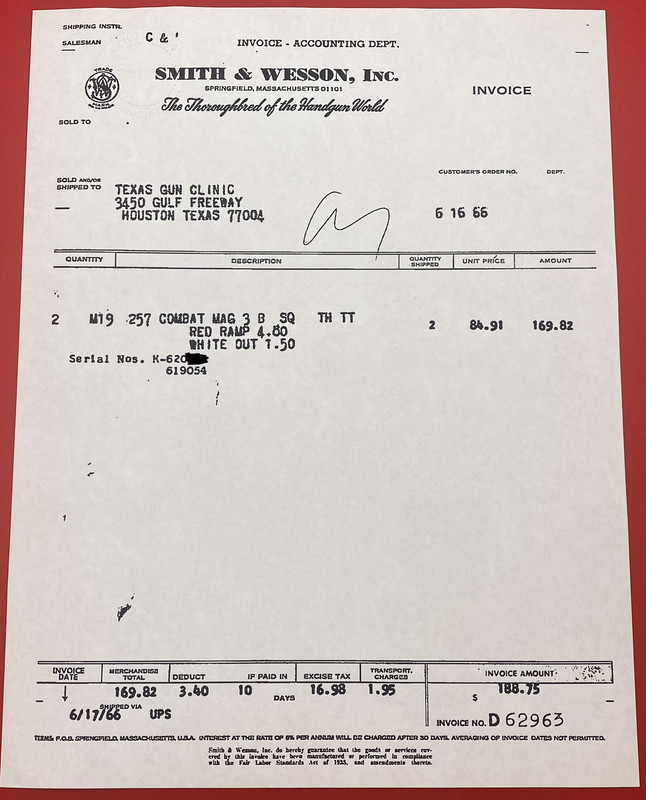 SHIPPING INSTR.
SALESMAN
C & '
INVOICE - ACCOUNTING DEPT.
TRADE
MARK
SMITH & WESSON, INC.
SPRINGFIELD, MASSACHUSETTS 01101
The Thoroughbred of the Handgun World
INVOICE
SOLD TO
CUSTOMER'S ORDER NO. DEPT.
SOLD AND/OR
SHIPPED TO
TEXAS GUN CLINIC
3450 GULF FREEWAY
HOUSTON TEXAS 77004
6 16 66
QUANTITY DESCRIPTION QUANTITY SHIPPED UNIT PRICE AMOUNT
2 M19 .257 COMBAT MAG 3 B SQ TH TT 2 84.91 169.82
RED RAMP 4.80
WHITE OUT 1.50
Serial Nos. K-620
619054
INVOICE DATE MERCHANDISE TOTAL DEDUCT IF PAID IN EXCISE TAX TRANSPORT. CHARGES INVOICE AMOUNT
169.82 3.40 10 DAYS 16.98 1.95 $ 188.75
SHIPPED VIA
6/17/66 UPS
INVOICE NO. D 62963
TERMS: F.O.B. SPRINGFIELD, MASSACHUSETTS, U.S.A. INTEREST AT THE RATE OF 6% PER ANNUM WILL BE CHARGED AFTER 30 DAYS. AVERAGING OF INVOICE DATES NOT PERMITTED.
Smith & Wesson, Inc. do hereby guarantee that the goods or services cov-
ered by this invoice have been manufactured or performed in compliance
with the Fair Labor Standards Act of 1938, and amendments thereto.